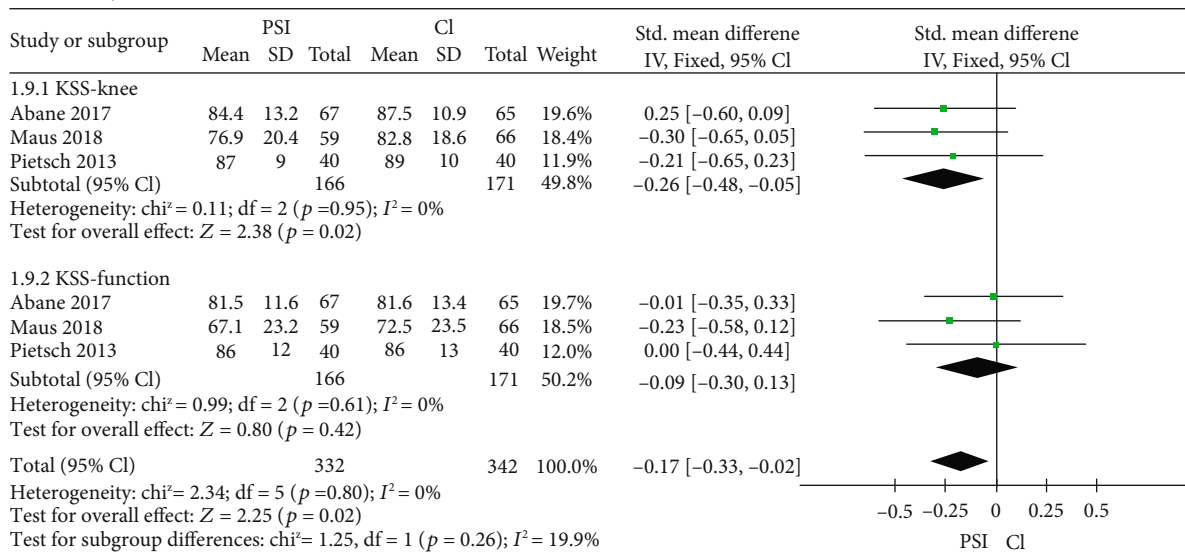 PSI Cl Std. mean differene Std. mean differene
Study or subgroup Mean SD Total Mean SD Total Weight IV, Fixed, 95% Cl IV, Fixed, 95% Cl
1.9.1 KSS-knee
Abane 2017 84.4 13.2 67 87.5 10.9 65 19.6% 0.25 [–0.60, 0.09]
Maus 2018 76.9 20.4 59 82.8 18.6 66 18.4% –0.30 [–0.65, 0.05]
Pietsch 2013 87 9 40 89 10 40 11.9% –0.21 [–0.65, 0.23]
Subtotal (95% Cl) 166 171 49.8% –0.26 [–0.48, –0.05]
Heterogeneity: chiᶻ = 0.11; df = 2 (p =0.95); I² = 0%
Test for overall effect: Z = 2.38 (p = 0.02)
1.9.2 KSS-function
Abane 2017 81.5 11.6 67 81.6 13.4 65 19.7% –0.01 [–0.35, 0.33]
Maus 2018 67.1 23.2 59 72.5 23.5 66 18.5% –0.23 [–0.58, 0.12]
Pietsch 2013 86 12 40 86 13 40 12.0% 0.00 [–0.44, 0.44]
Subtotal (95% Cl) 166 171 50.2% –0.09 [–0.30, 0.13]
Heterogeneity: chiᶻ = 0.99; df = 2 (p =0.61); I² = 0%
Test for overall effect: Z = 0.80 (p = 0.42)
Total (95% Cl) 332 342 100.0% –0.17 [–0.33, –0.02]
Heterogeneity: chiᶻ= 2.34; df = 5 (p =0.80); I² = 0%
Test for overall effect: Z = 2.25 (p = 0.02)
Test for subgroup differences: chiᶻ= 1.25, df = 1 (p = 0.26); I² = 19.9%
–0.5 –0.25 0 0.25 0.5
PSI Cl